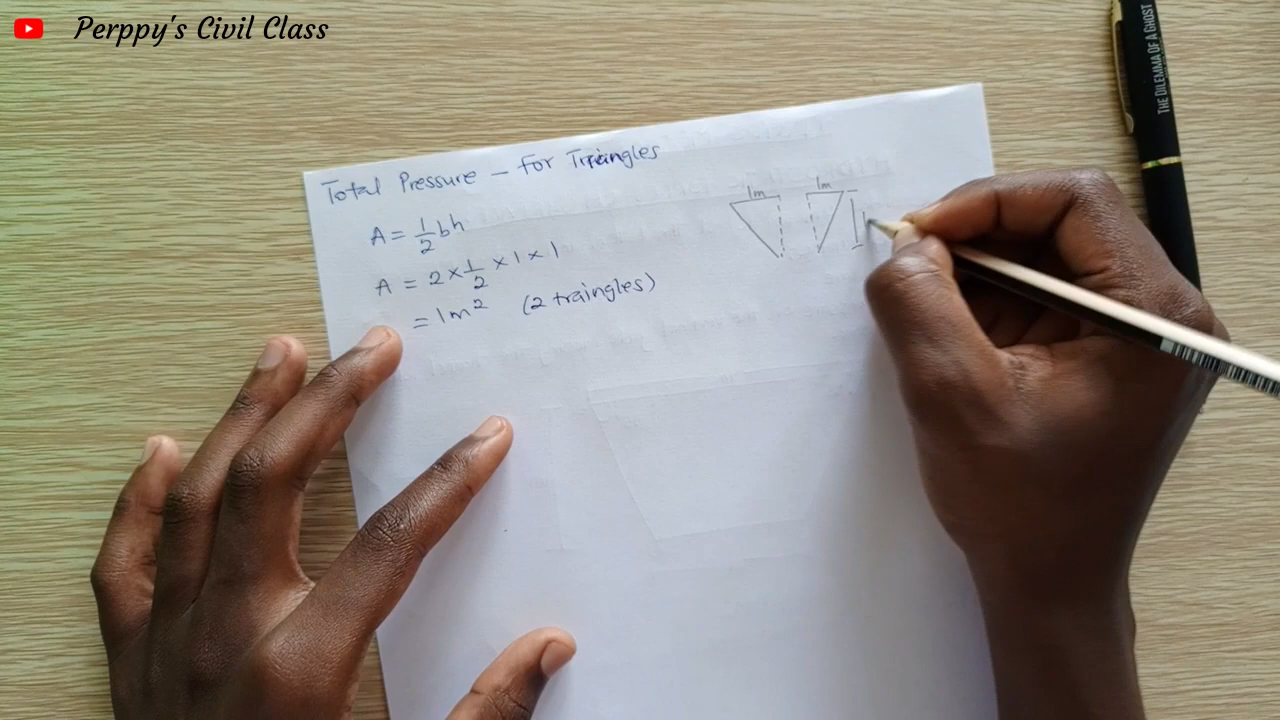 Perppy's Civil Class
THE DILEMMA OF A GHOST
Total Pressure – For Triangles
A = 1/2 bh
A = 2 × 1/2 × 1 × 1
= 1m² (2 traingles)
1m 1m